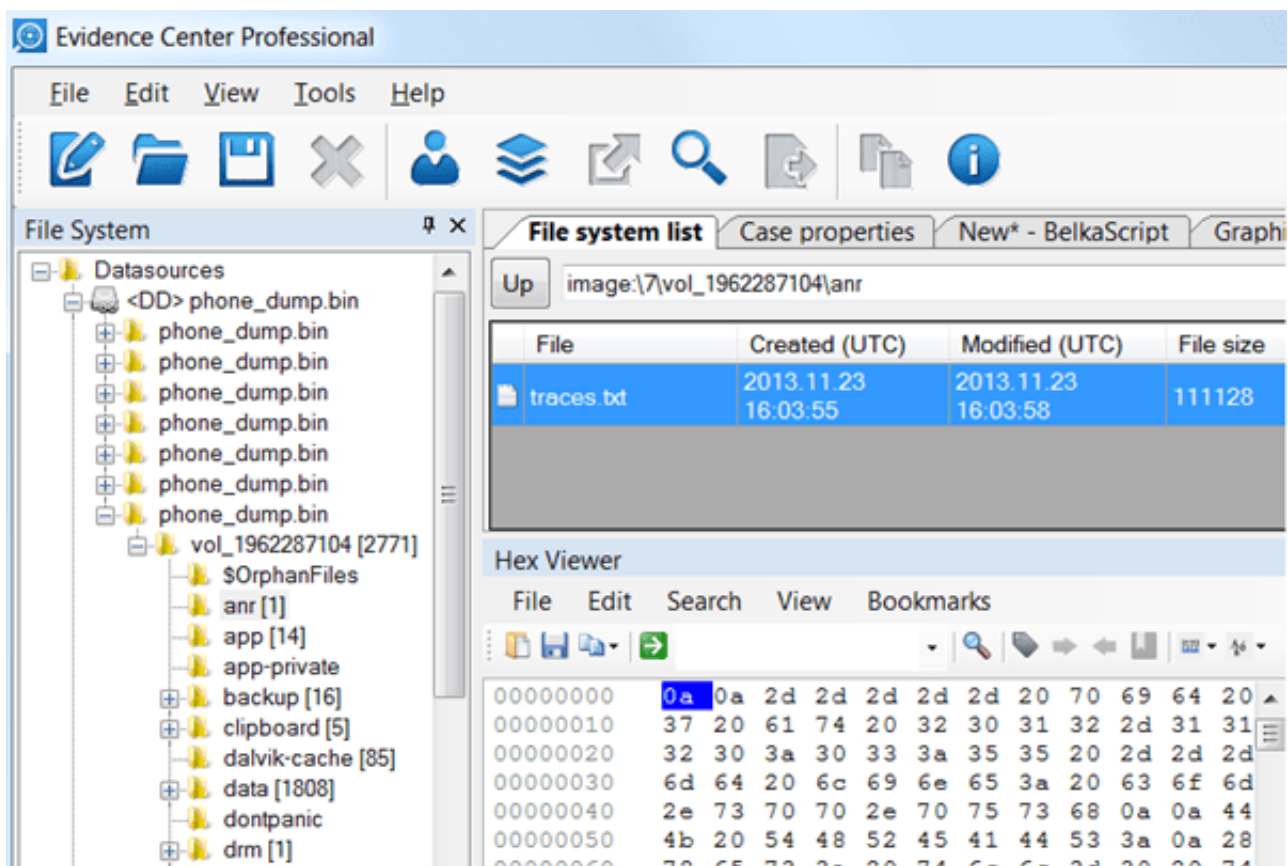 Evidence Center Professional
File Edit View Tools Help
File System
Datasources
<DD> phone_dump.bin
phone_dump.bin
phone_dump.bin
phone_dump.bin
phone_dump.bin
phone_dump.bin
phone_dump.bin
phone_dump.bin
vol_1962287104 [2771]
$OrphanFiles
anr [1]
app [14]
app-private
backup [16]
clipboard [5]
dalvik-cache [85]
data [1808]
dontpanic
drm [1]
File system list Case properties New* - BelkaScript Graphi
Up image:\7\vol_1962287104\anr
File Created (UTC) Modified (UTC) File size
traces.txt 2013.11.23 16:03:55 2013.11.23 16:03:58 111128
Hex Viewer
File Edit Search View Bookmarks
00000000 0a 0a 2d 2d 2d 2d 2d 20 70 69 64 20
00000010 37 20 61 74 20 32 30 31 32 2d 31 31
00000020 32 30 3a 30 33 3a 35 35 20 2d 2d 2d
00000030 6d 64 20 6c 69 6e 65 3a 20 63 6f 6d
00000040 2e 73 70 70 2e 70 75 73 68 0a 0a 44
00000050 4b 20 54 48 52 45 41 44 53 3a 0a 28